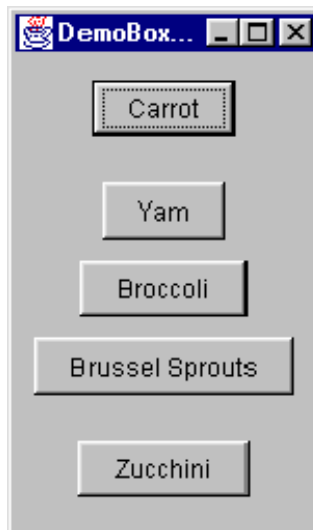 DemoBox...
Carrot
Yam
Broccoli
Brussel Sprouts
Zucchini